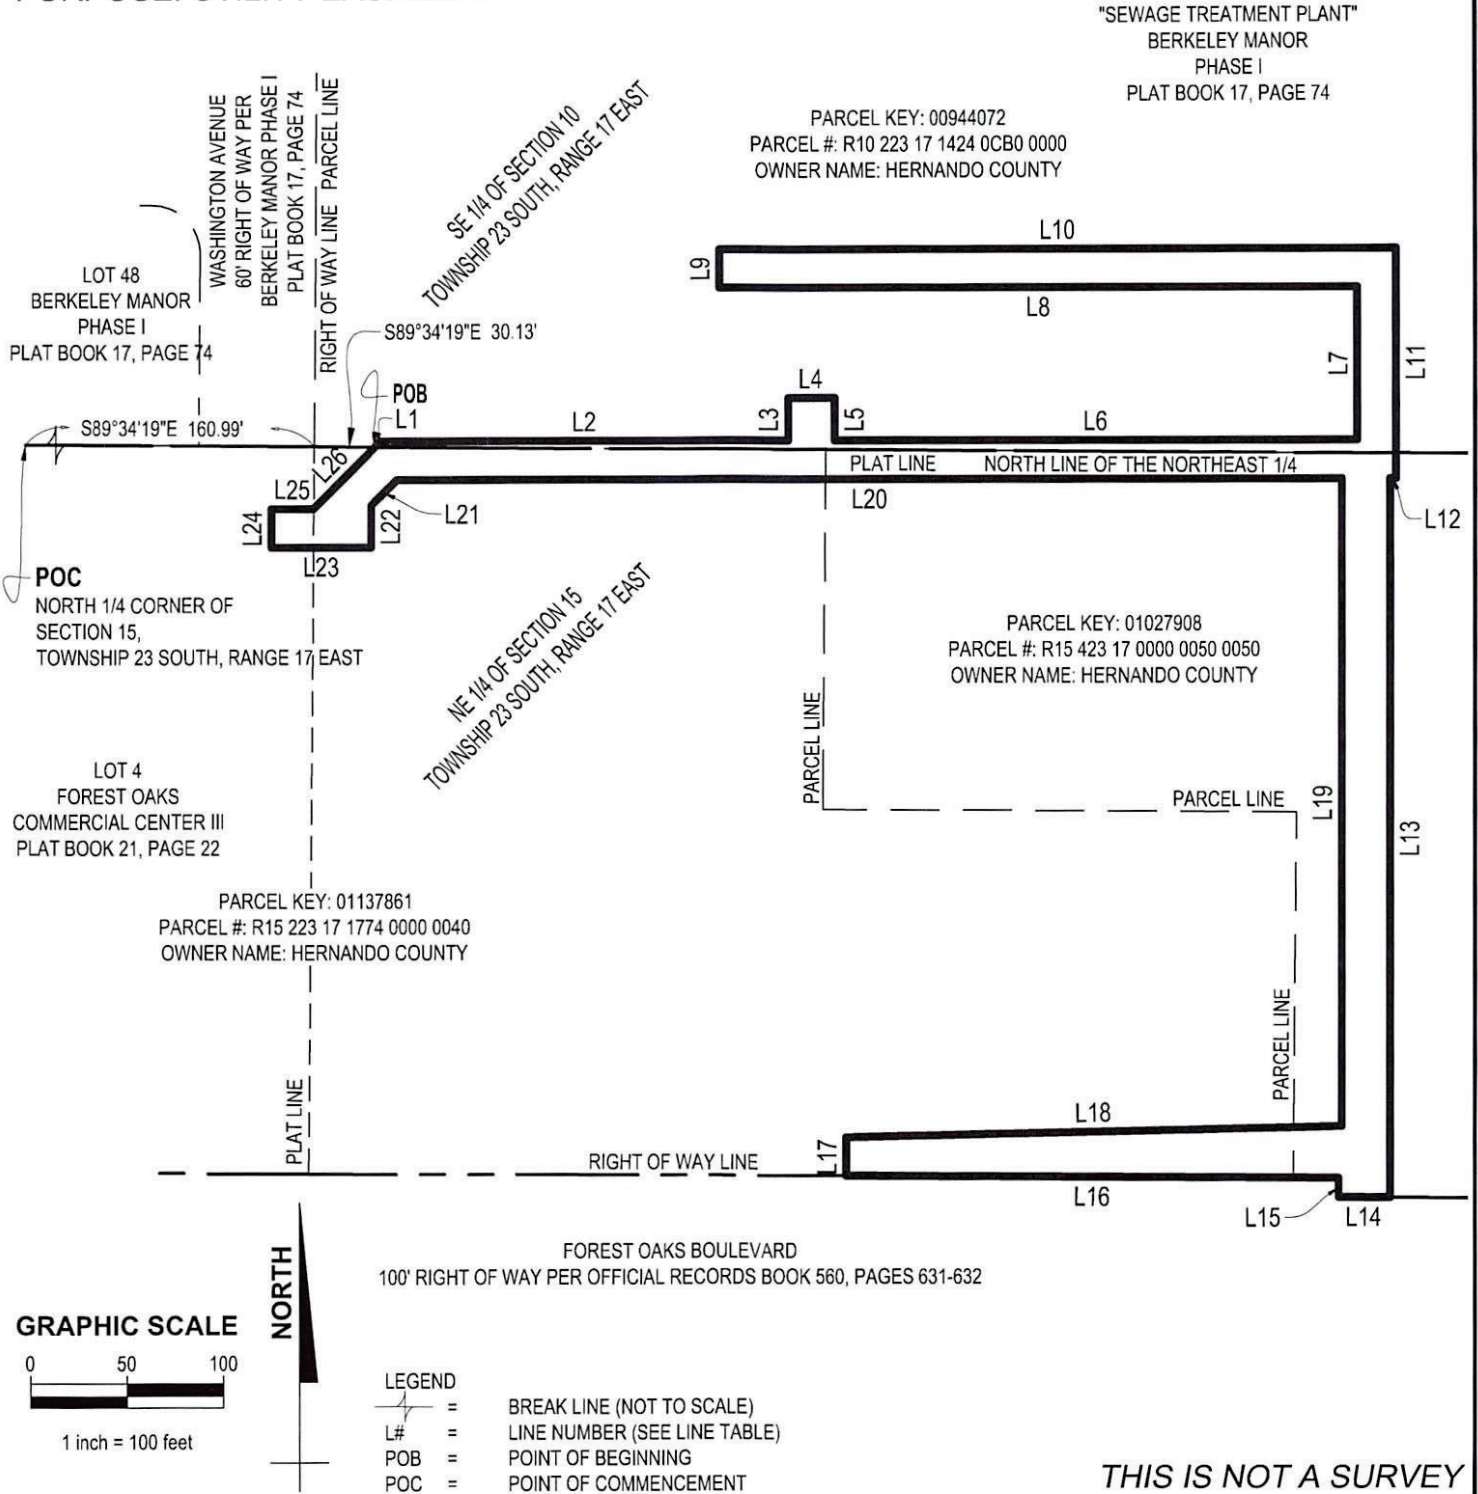 "SEWAGE TREATMENT PLANT"
BERKELEY MANOR
PHASE I
PLAT BOOK 17, PAGE 74
PARCEL KEY: 00944072
PARCEL #: R10 223 17 1424 0CB0 0000
OWNER NAME: HERNANDO COUNTY
WASHINGTON AVENUE
60' RIGHT OF WAY PER
BERKELEY MANOR PHASE I
PLAT BOOK 17, PAGE 74
RIGHT OF WAY LINE
PARCEL LINE
SE 1/4 OF SECTION 10
TOWNSHIP 23 SOUTH, RANGE 17 EAST
LOT 48
BERKELEY MANOR
PHASE I
PLAT BOOK 17, PAGE 74
S89°34'19"E 30.13'
POB
S89°34'19"E 160.99'
L1
L2
L3
L4
L5
L6
L7
L8
L9
L10
L11
PLAT LINE
NORTH LINE OF THE NORTHEAST 1/4
L26
L25
L24
L23
L22
L21
L20
L12
POC
NORTH 1/4 CORNER OF
SECTION 15,
TOWNSHIP 23 SOUTH, RANGE 17 EAST
NE 1/4 OF SECTION 15
TOWNSHIP 23 SOUTH, RANGE 17 EAST
PARCEL KEY: 01027908
PARCEL #: R15 423 17 0000 0050 0050
OWNER NAME: HERNANDO COUNTY
PARCEL LINE
PARCEL LINE
L19
L13
LOT 4
FOREST OAKS
COMMERCIAL CENTER III
PLAT BOOK 21, PAGE 22
PARCEL KEY: 01137861
PARCEL #: R15 223 17 1774 0000 0040
OWNER NAME: HERNANDO COUNTY
PARCEL LINE
PLAT LINE
L18
L17
RIGHT OF WAY LINE
L16
L15
L14
FOREST OAKS BOULEVARD
100' RIGHT OF WAY PER OFFICIAL RECORDS BOOK 560, PAGES 631-632
NORTH
GRAPHIC SCALE
0 50 100
1 inch = 100 feet
LEGEND
= BREAK LINE (NOT TO SCALE)
L# = LINE NUMBER (SEE LINE TABLE)
POB = POINT OF BEGINNING
POC = POINT OF COMMENCEMENT
THIS IS NOT A SURVEY